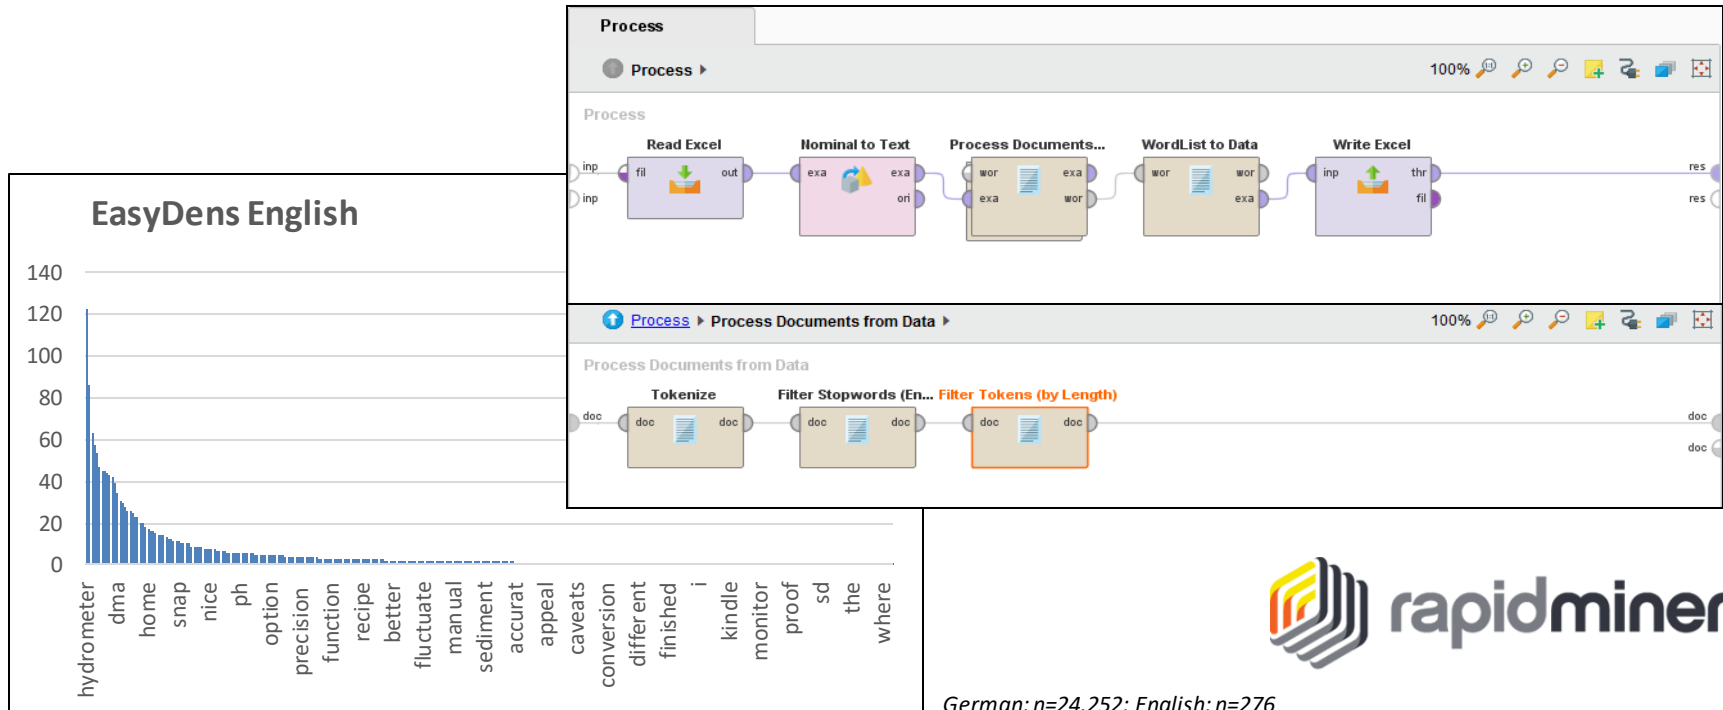 Process
Process
100%
Process
Read Excel
Nominal to Text
Process Documents...
WordList to Data
Write Excel
inp
inp
fil
out
exa
exa
ori
wor
exa
exa
wor
wor
wor
exa
inp
thr
fil
res
res
Process Process Documents from Data
100%
Process Documents from Data
Tokenize
Filter Stopwords (En...
Filter Tokens (by Length)
doc
doc
doc
doc
doc
doc
doc
doc
doc
EasyDens English
140
120
100
80
60
40
20
0
hydrometer
dma
home
snap
nice
ph
option
precision
function
recipe
better
fluctuate
manual
sediment
accurat
appeal
caveats
conversion
different
finished
i
kindle
monitor
proof
sd
the
where
rapidminer
German: n=24.252; English: n=276